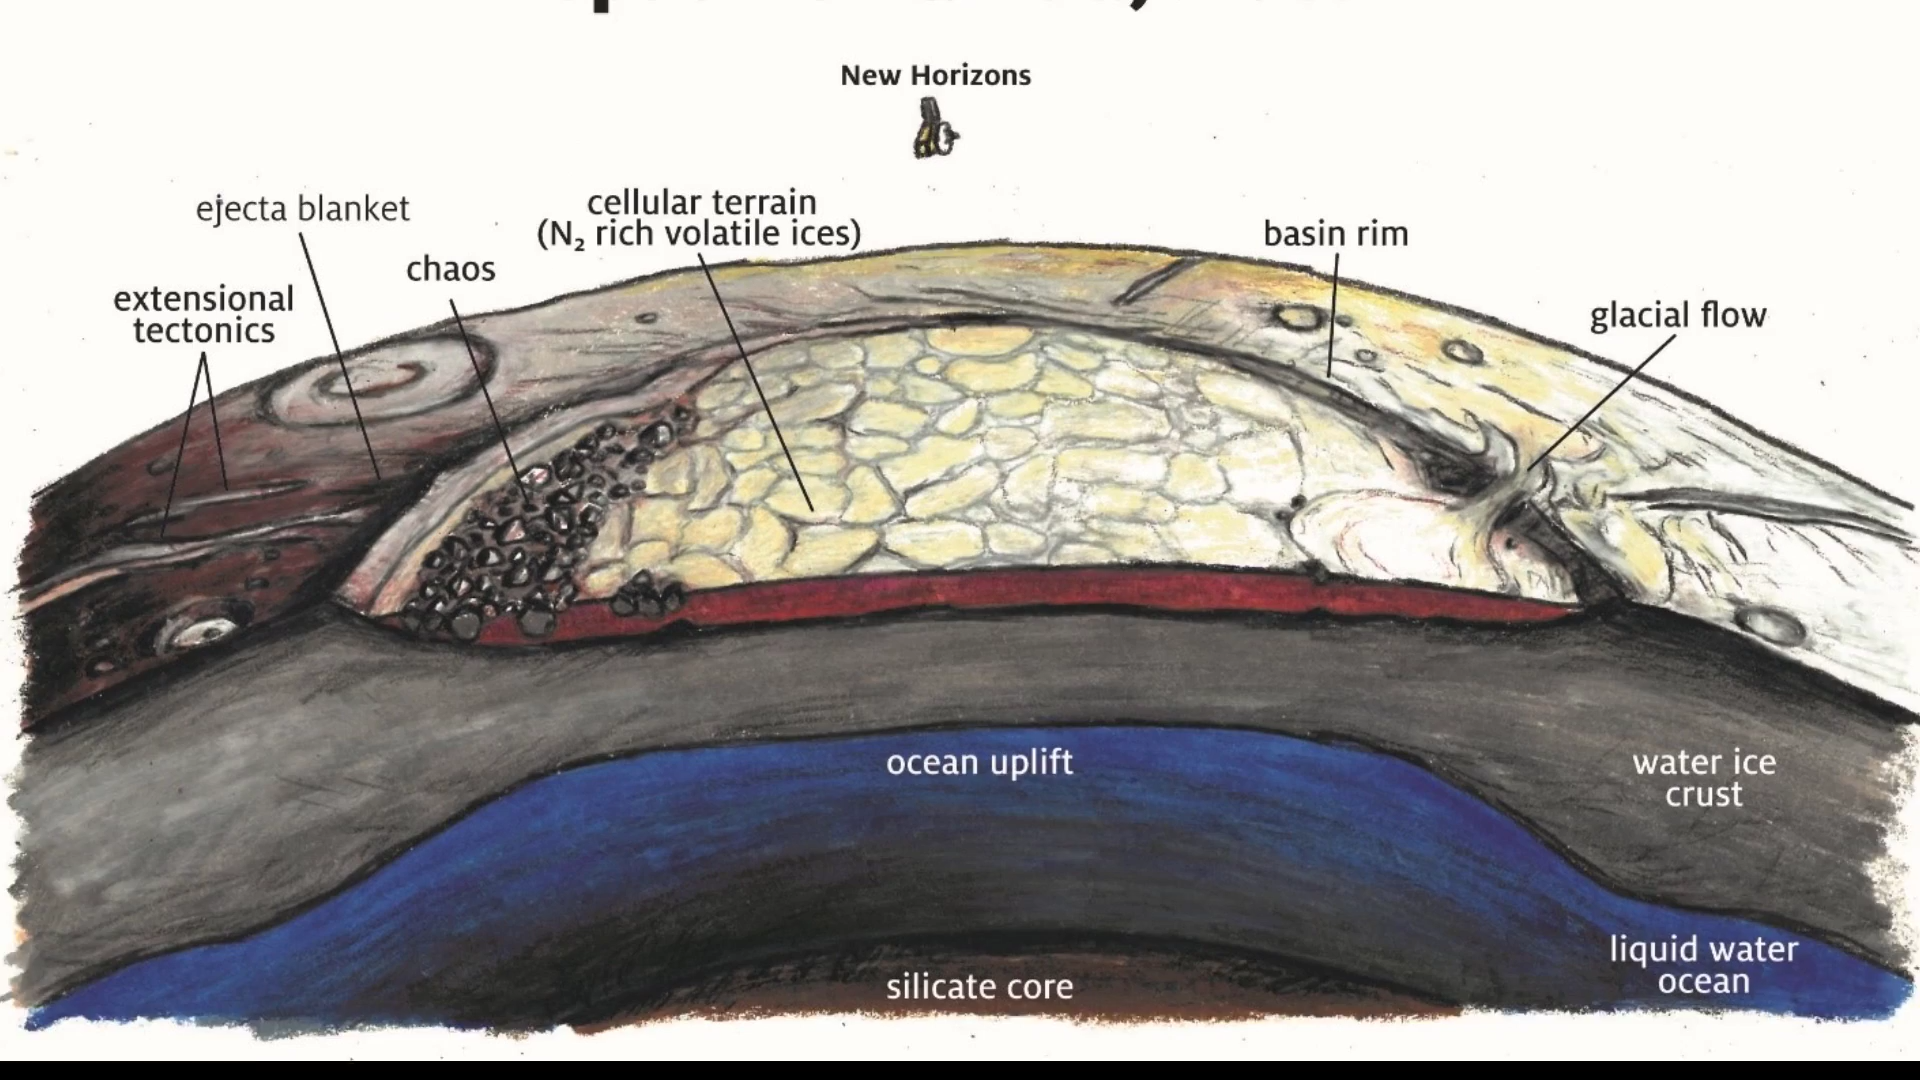 New Horizons
ejecta blanket
cellular terrain
(N₂ rich volatile ices)
basin rim
chaos
extensional
tectonics
glacial flow
ocean uplift
water ice
crust
liquid water
ocean
silicate core